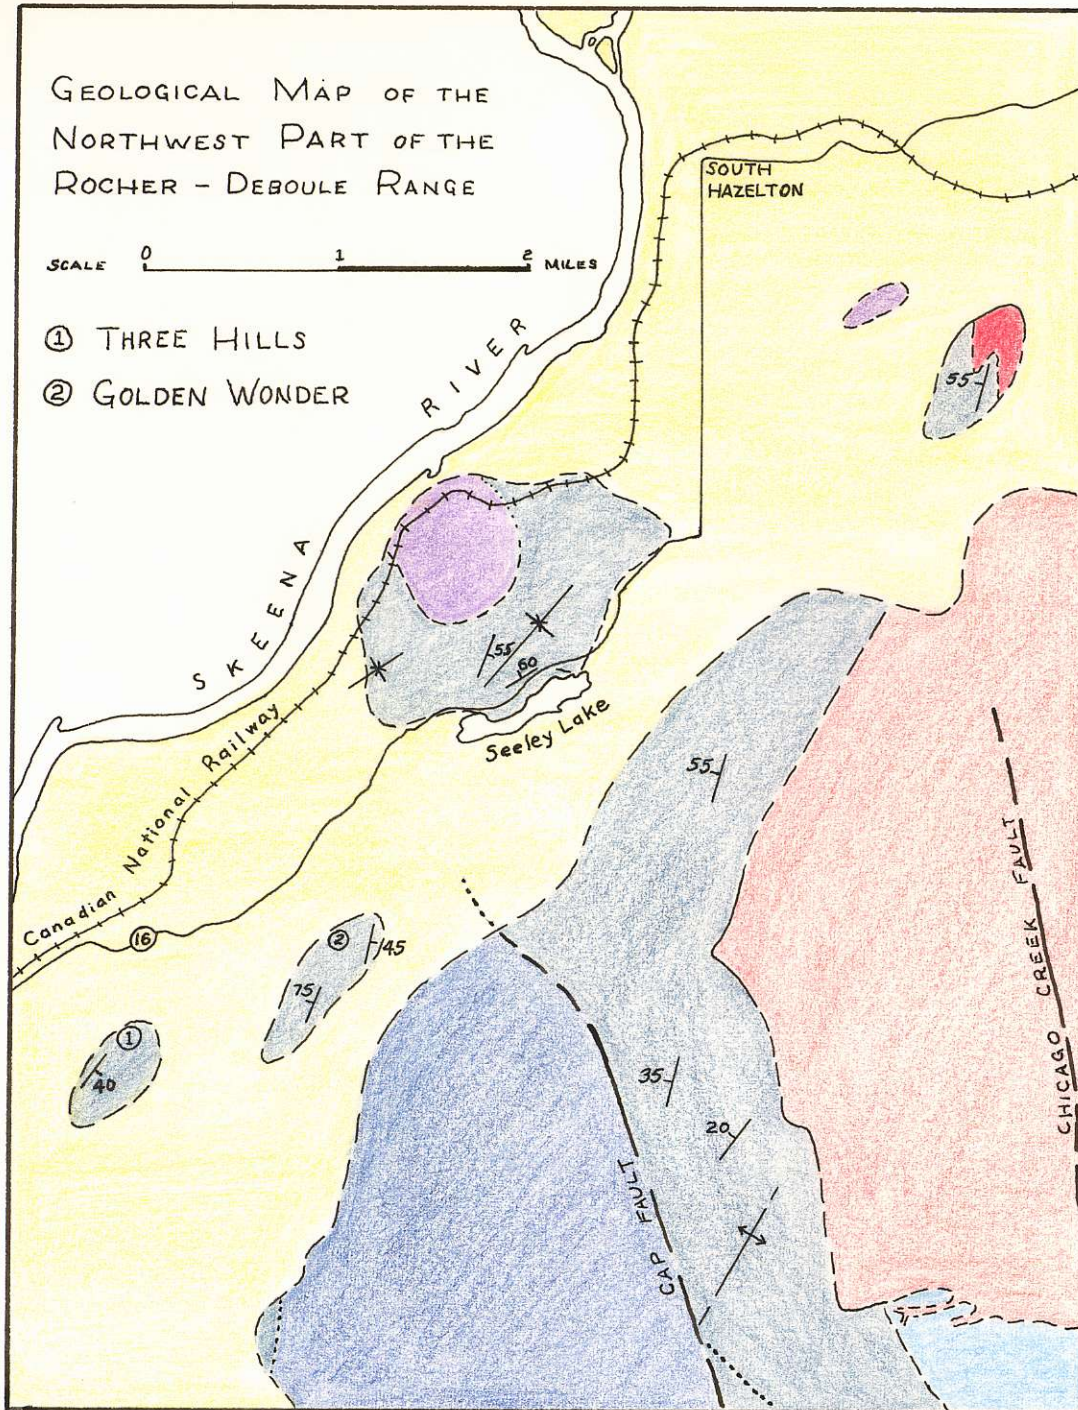 GEOLOGICAL MAP OF THE
NORTHWEST PART OF THE
ROCHER - DEBOULE RANGE
SCALE 0 1 2 MILES
① THREE HILLS
② GOLDEN WONDER
SOUTH
HAZELTON
SKEENA RIVER
55
55
60
Seeley Lake
55
Canadian National Railway
16
②
45
75
①
40
35
20
CAP FAULT
CHICAGO CREEK FAULT